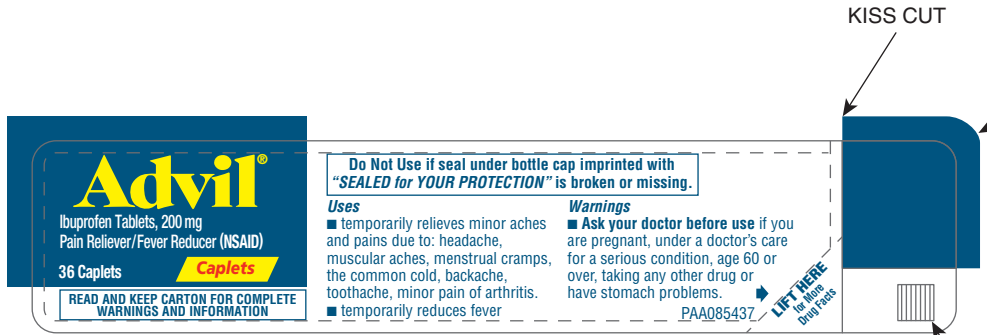 KISS CUT
Advil®
Ibuprofen Tablets, 200 mg
Pain Reliever/Fever Reducer (NSAID)
36 Caplets
Caplets
READ AND KEEP CARTON FOR COMPLETE
WARNINGS AND INFORMATION
Do Not Use if seal under bottle cap imprinted with
"SEALED for YOUR PROTECTION" is broken or missing.
Uses
■ temporarily relieves minor aches
and pains due to: headache,
muscular aches, menstrual cramps,
the common cold, backache,
toothache, minor pain of arthritis.
■ temporarily reduces fever
Warnings
■ Ask your doctor before use if you
are pregnant, under a doctor's care
for a serious condition, age 60 or
over, taking any other drug or
have stomach problems.
PAA085437
LIFT HERE
for More
Drug Facts